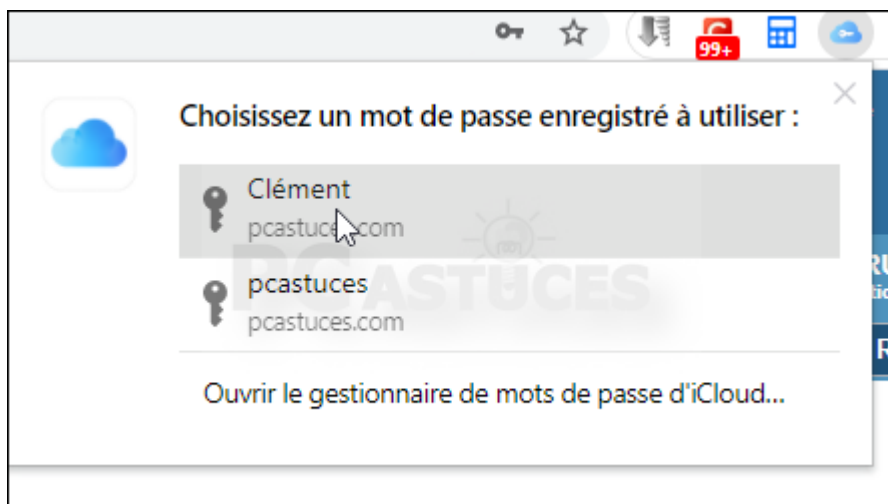 99+
Choisissez un mot de passe enregistré à utiliser :
Clément
pcastuces.com
PC ASTUCES
pcastuces
pcastuces.com
Ouvrir le gestionnaire de mots de passe d'iCloud...